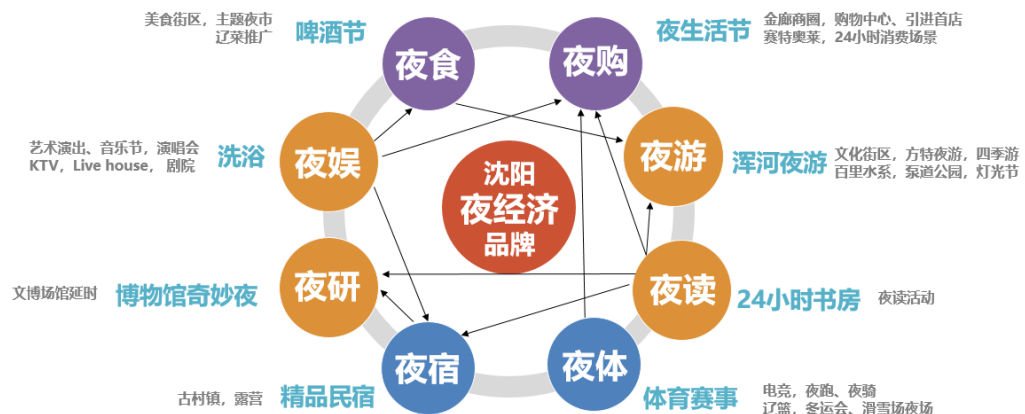 美食街区，主题夜市
辽菜推广
啤酒节
夜食
夜购
夜生活节
金廊商圈，购物中心、引进首店
赛特奥莱，24小时消费场景
艺术演出、音乐节，演唱会
KTV，Live house， 剧院
洗浴
夜娱
沈阳
夜经济
品牌
夜游
浑河夜游
文化街区，方特夜游，四季游
百里水系，泵道公园，灯光节
文博场馆延时
博物馆奇妙夜
夜研
夜读
24小时书房
夜读活动
古村镇，露营
精品民宿
夜宿
夜体
体育赛事
电竞，夜跑、夜骑
辽篮，冬运会、滑雪场夜场